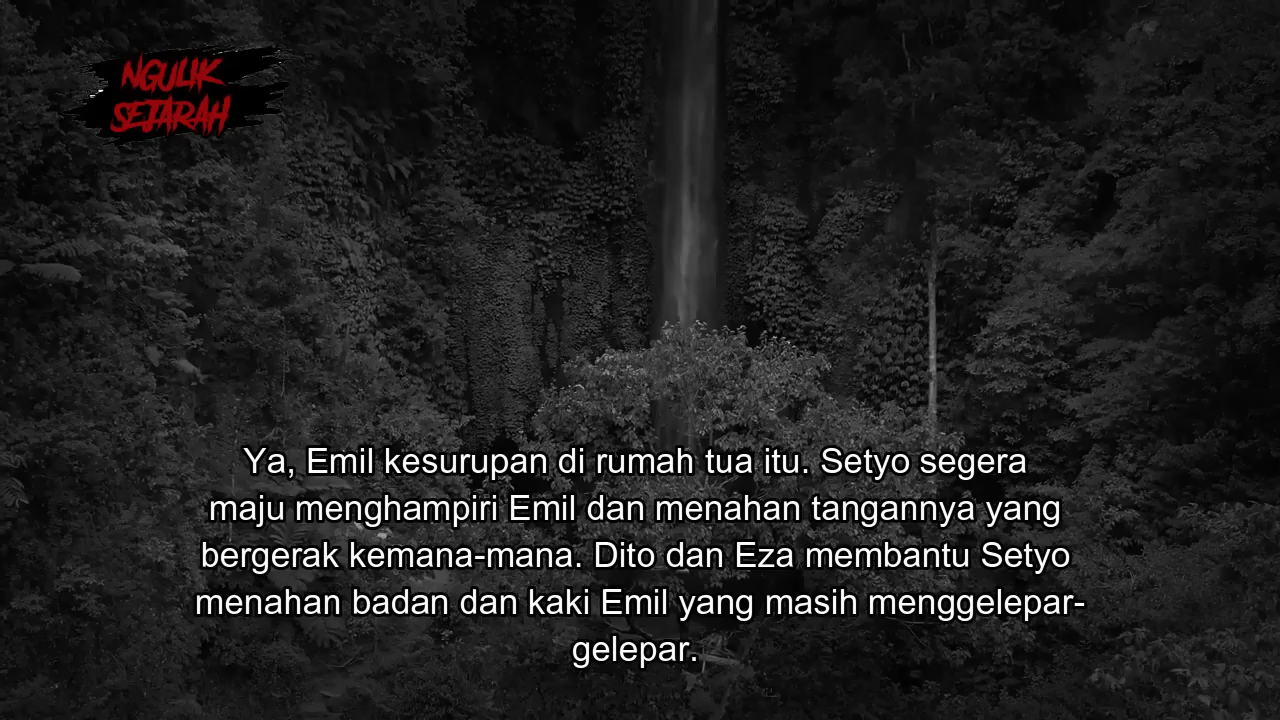 NGULIK
SEJARAH
Ya, Emil kesurupan di rumah tua itu. Setyo segera
maju menghampiri Emil dan menahan tangannya yang
bergerak kemana-mana. Dito dan Eza membantu Setyo
menahan badan dan kaki Emil yang masih menggelepar-
gelepar.